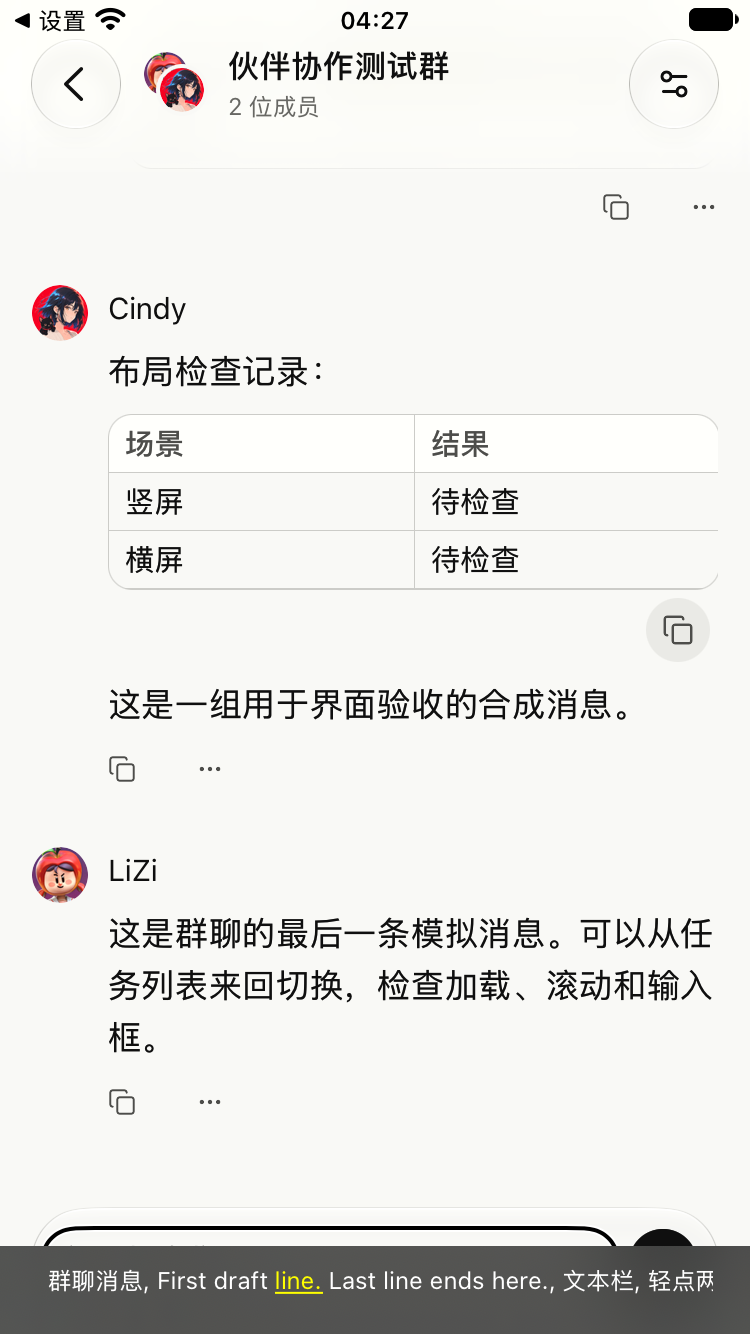 设置
04:27
伙伴协作测试群
2 位成员
Cindy
布局检查记录：
场景 结果
竖屏 待检查
横屏 待检查
这是一组用于界面验收的合成消息。
LiZi
这是群聊的最后一条模拟消息。可以从任
务列表来回切换，检查加载、滚动和输入
框。
群聊消息, First draft line. Last line ends here., 文本栏, 轻点两